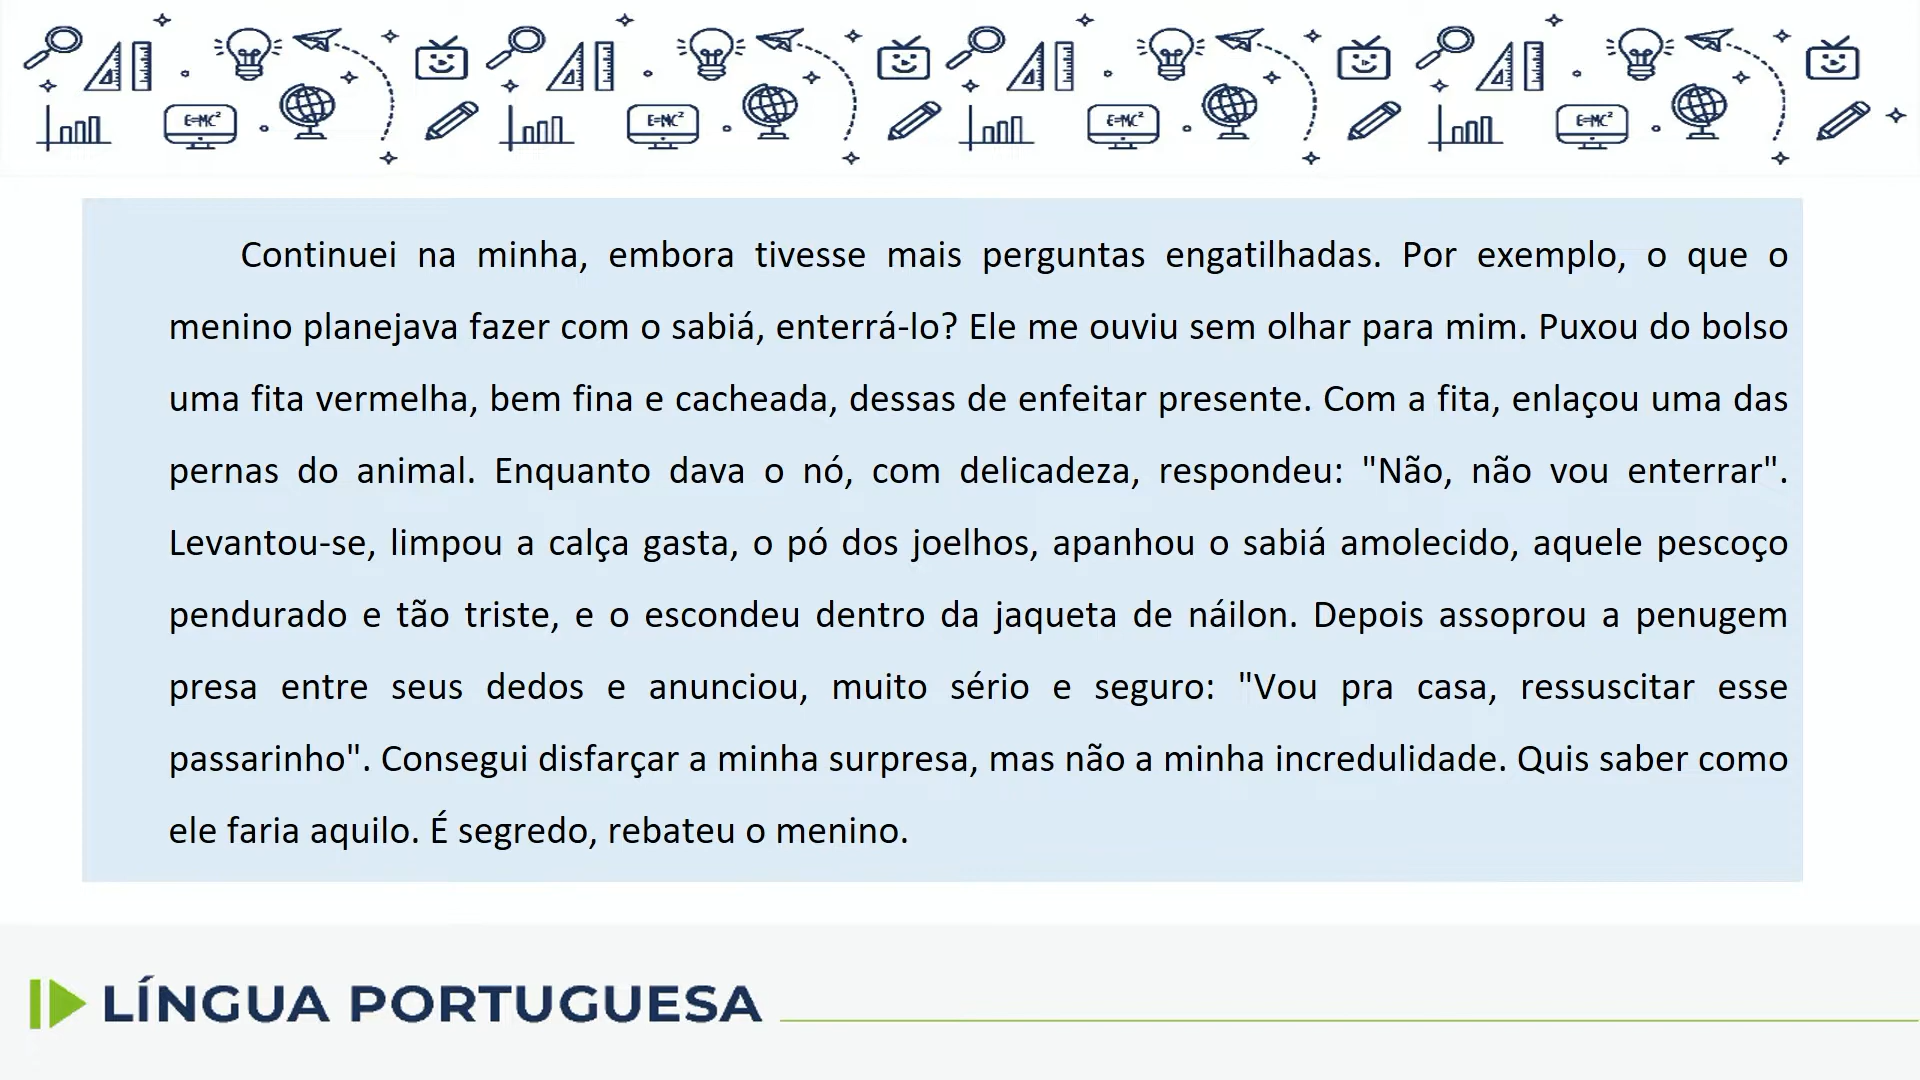 E=MC²
E=MC²
E=MC²
E=MC²
Continuei na minha, embora tivesse mais perguntas engatilhadas. Por exemplo, o que o
menino planejava fazer com o sabiá, enterrá-lo? Ele me ouviu sem olhar para mim. Puxou do bolso
uma fita vermelha, bem fina e cacheada, dessas de enfeitar presente. Com a fita, enlaçou uma das
pernas do animal. Enquanto dava o nó, com delicadeza, respondeu: "Não, não vou enterrar".
Levantou-se, limpou a calça gasta, o pó dos joelhos, apanhou o sabiá amolecido, aquele pescoço
pendurado e tão triste, e o escondeu dentro da jaqueta de náilon. Depois assoprou a penugem
presa entre seus dedos e anunciou, muito sério e seguro: "Vou pra casa, ressuscitar esse
passarinho". Consegui disfarçar a minha surpresa, mas não a minha incredulidade. Quis saber como
ele faria aquilo. É segredo, rebateu o menino.
LÍNGUA PORTUGUESA